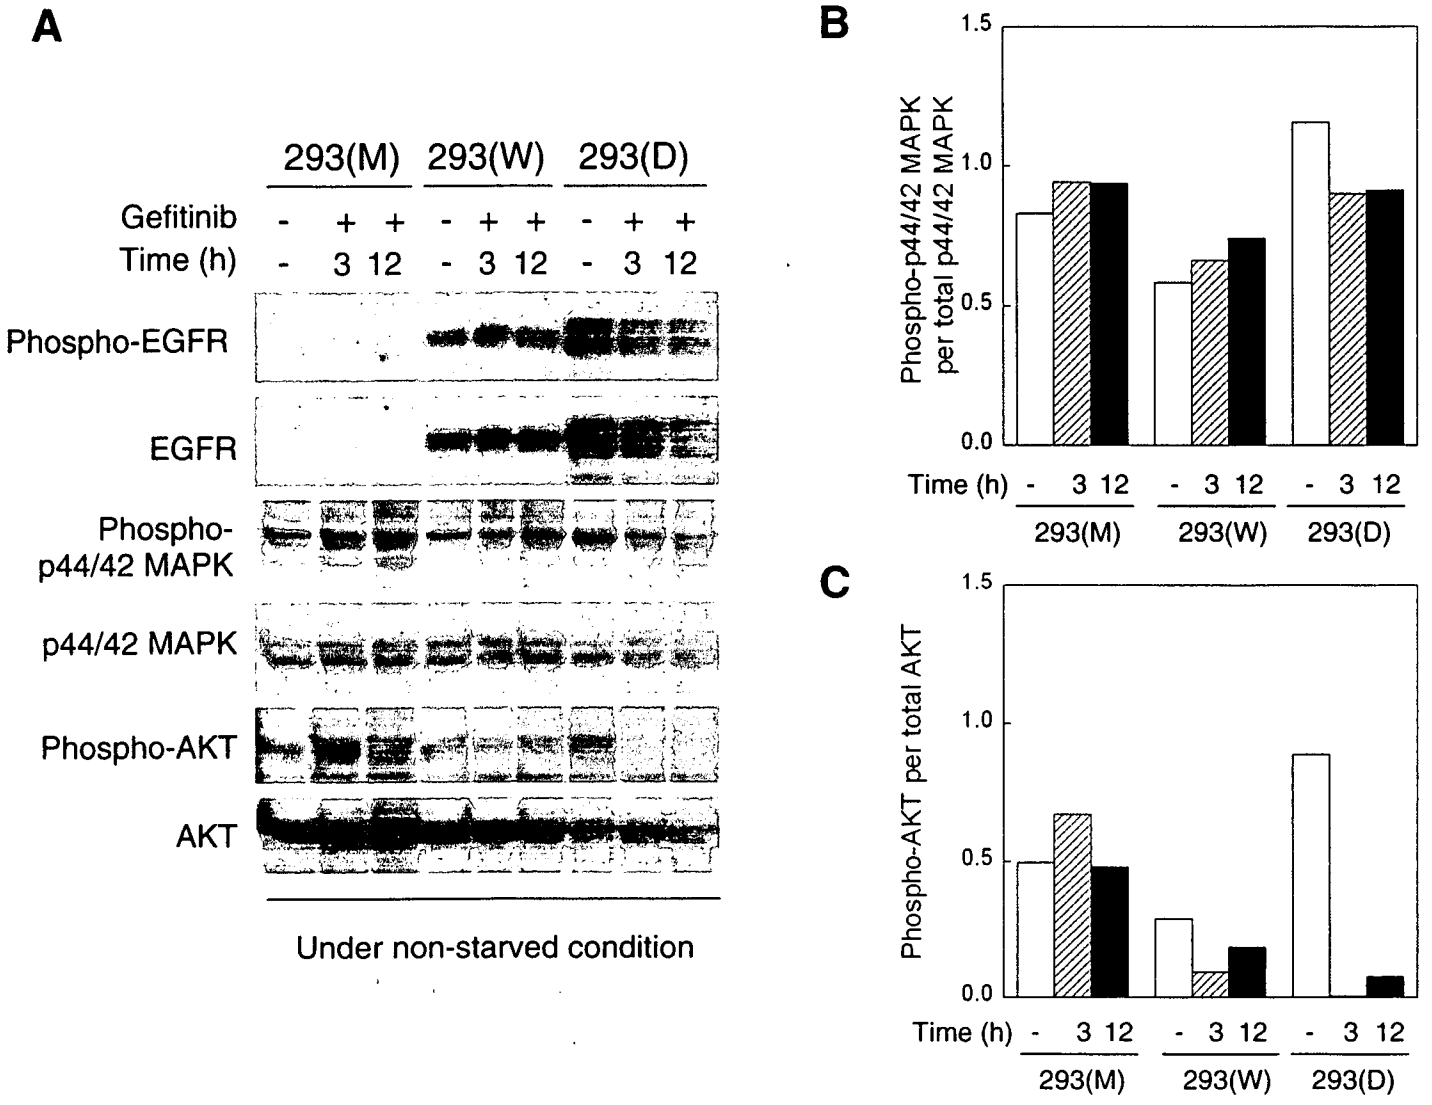 A
293(M) 293(W) 293(D)
Gefitinib - + + - + + - + +
Time (h) - 3 12 - 3 12 - 3 12
Phospho-EGFR
EGFR
Phospho-
p44/42 MAPK
p44/42 MAPK
Phospho-AKT
AKT
Under non-starved condition
B
Phospho-p44/42 MAPK
per total p44/42 MAPK
1.5
1.0
0.5
0.0
Time (h) - 3 12 - 3 12 - 3 12
293(M) 293(W) 293(D)
C
Phospho-AKT per total AKT
1.5
1.0
0.5
0.0
Time (h) - 3 12 - 3 12 - 3 12
293(M) 293(W) 293(D)